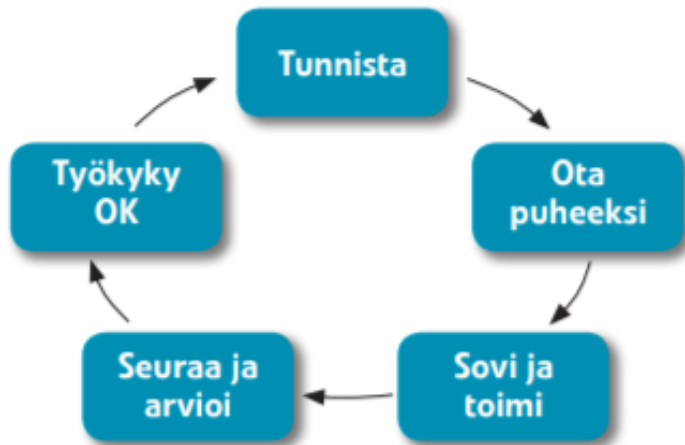 Tunnista
Ota
puheeksi
Sovi ja
toimi
Seuraa ja
arvioi
Työkyky
OK